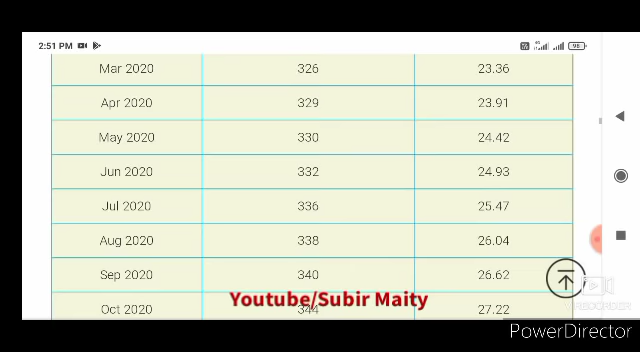 2:51 PM
98
Mar 2020 326 23.36
Apr 2020 329 23.91
May 2020 330 24.42
Jun 2020 332 24.93
Jul 2020 336 25.47
Aug 2020 338 26.04
Sep 2020 340 26.62
Oct 2020 344 27.22
Youtube/Subir Maity
PowerDirector